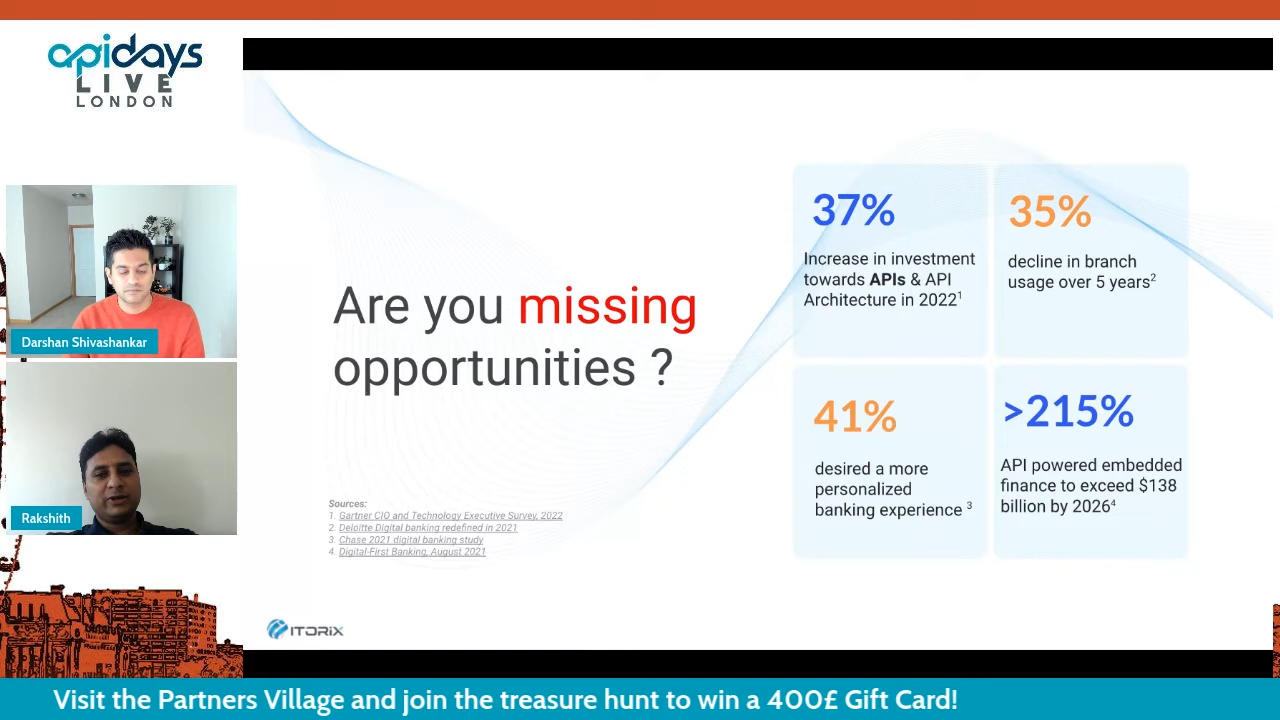 apidays
LIVE
LONDON
Darshan Shivashankar
Rakshith
Are you missing
opportunities ?
37%
Increase in investment
towards APIs & API
Architecture in 2022¹
35%
decline in branch
usage over 5 years²
41%
desired a more
personalized
banking experience ³
>215%
API powered embedded
finance to exceed $138
billion by 2026⁴
Sources:
1. Gartner CIO and Technology Executive Survey, 2022
2. Deloitte Digital banking redefined in 2021
3. Chase 2021 digital banking study
4. Digital-First Banking, August 2021
ITORIX
Visit the Partners Village and join the treasure hunt to win a 400£ Gift Card!